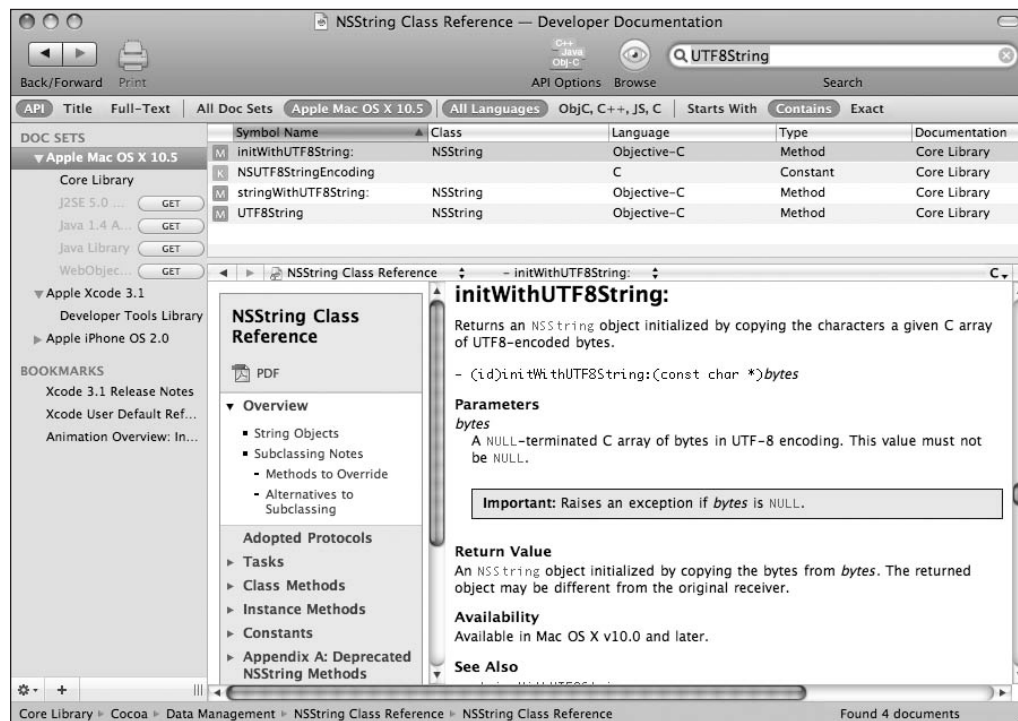 NSString Class Reference — Developer Documentation
C++
Java
Obj-C
UTF8String
Back/Forward Print API Options Browse Search
API Title Full-Text All Doc Sets Apple Mac OS X 10.5 All Languages ObjC, C++, JS, C Starts With Contains Exact
DOC SETS
Apple Mac OS X 10.5
Core Library
J2SE 5.0 ... GET
Java 1.4 A... GET
Java Library GET
WebObjec... GET
Apple Xcode 3.1
Developer Tools Library
Apple iPhone OS 2.0
BOOKMARKS
Xcode 3.1 Release Notes
Xcode User Default Ref...
Animation Overview: In...
Symbol Name Class Language Type Documentation
M initWithUTF8String: NSString Objective-C Method Core Library
K NSUTF8StringEncoding C Constant Core Library
M stringWithUTF8String: NSString Objective-C Method Core Library
M UTF8String NSString Objective-C Method Core Library
NSString Class Reference - initWithUTF8String: C
NSString Class
Reference
PDF
Overview
String Objects
Subclassing Notes
- Methods to Override
- Alternatives to
Subclassing
Adopted Protocols
Tasks
Class Methods
Instance Methods
Constants
Appendix A: Deprecated
NSString Methods
initWithUTF8String:
Returns an NSString object initialized by copying the characters a given C array
of UTF8-encoded bytes.
- (id)initWithUTF8String:(const char *)bytes
Parameters
bytes
A NULL-terminated C array of bytes in UTF-8 encoding. This value must not
be NULL.
Important: Raises an exception if bytes is NULL.
Return Value
An NSString object initialized by copying the bytes from bytes. The returned
object may be different from the original receiver.
Availability
Available in Mac OS X v10.0 and later.
See Also
Core Library Cocoa Data Management NSString Class Reference NSString Class Reference Found 4 documents